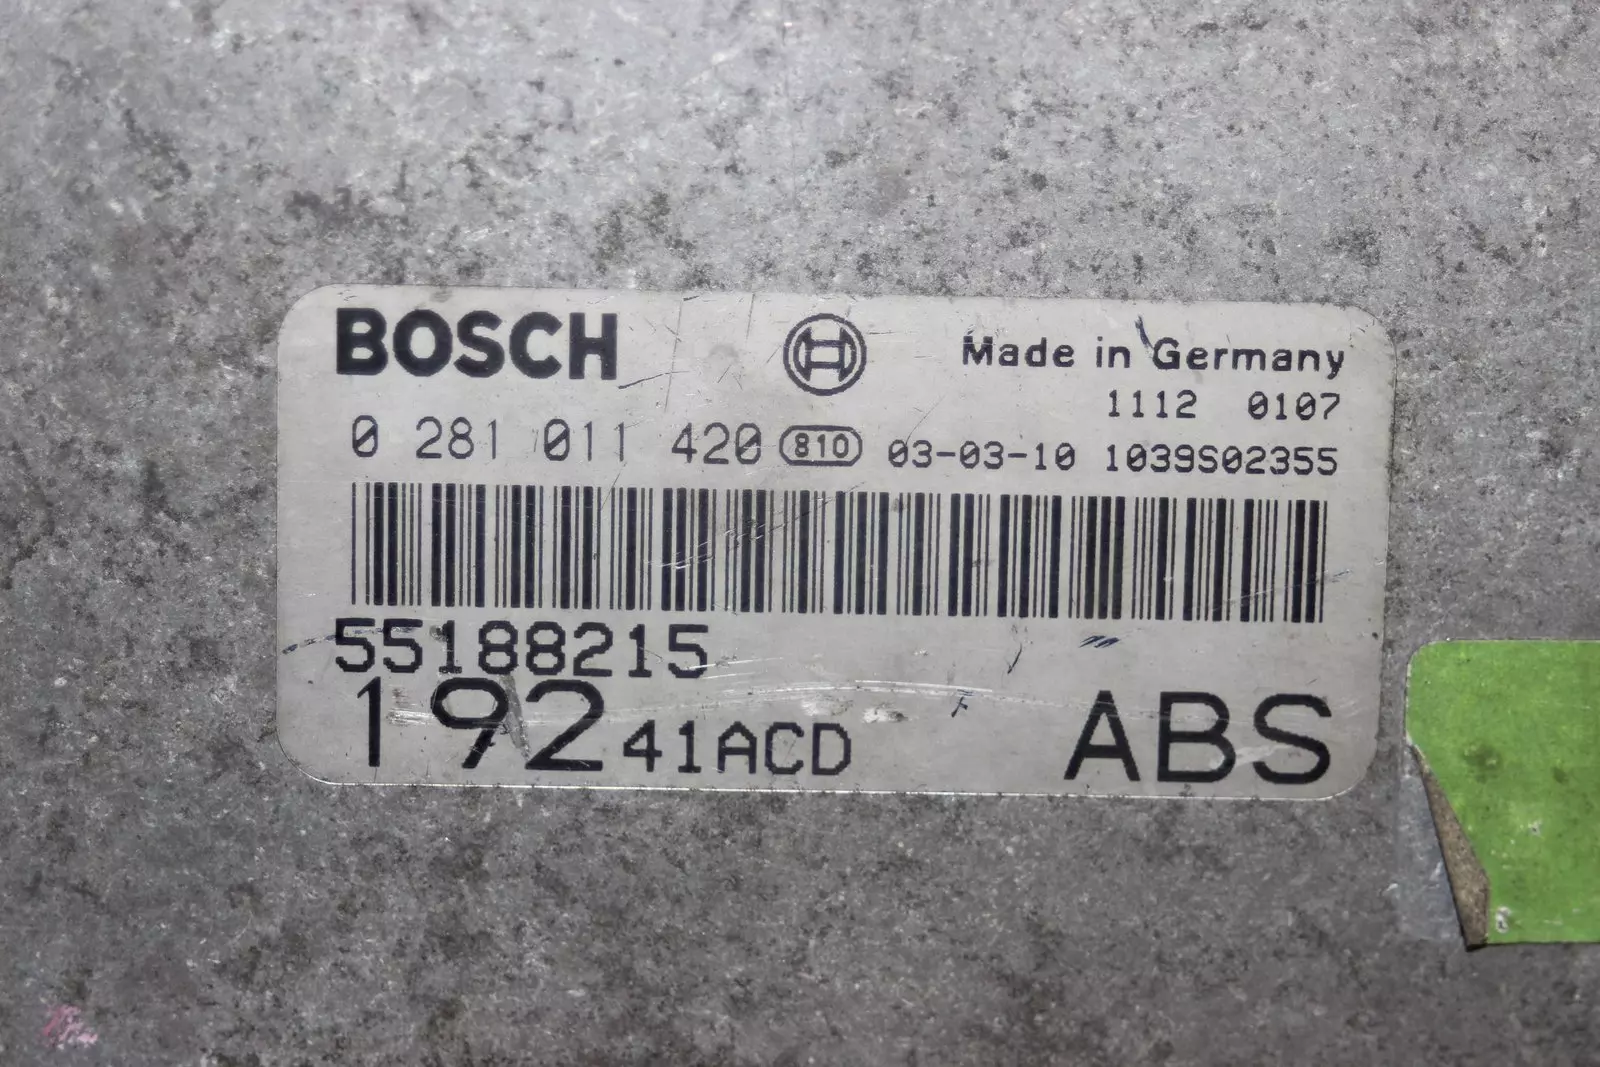 BOSCH
Made in Germany
1112 0107
0 281 011 420 810 03-03-10 1039S02355
55188215
192 41ACD ABS